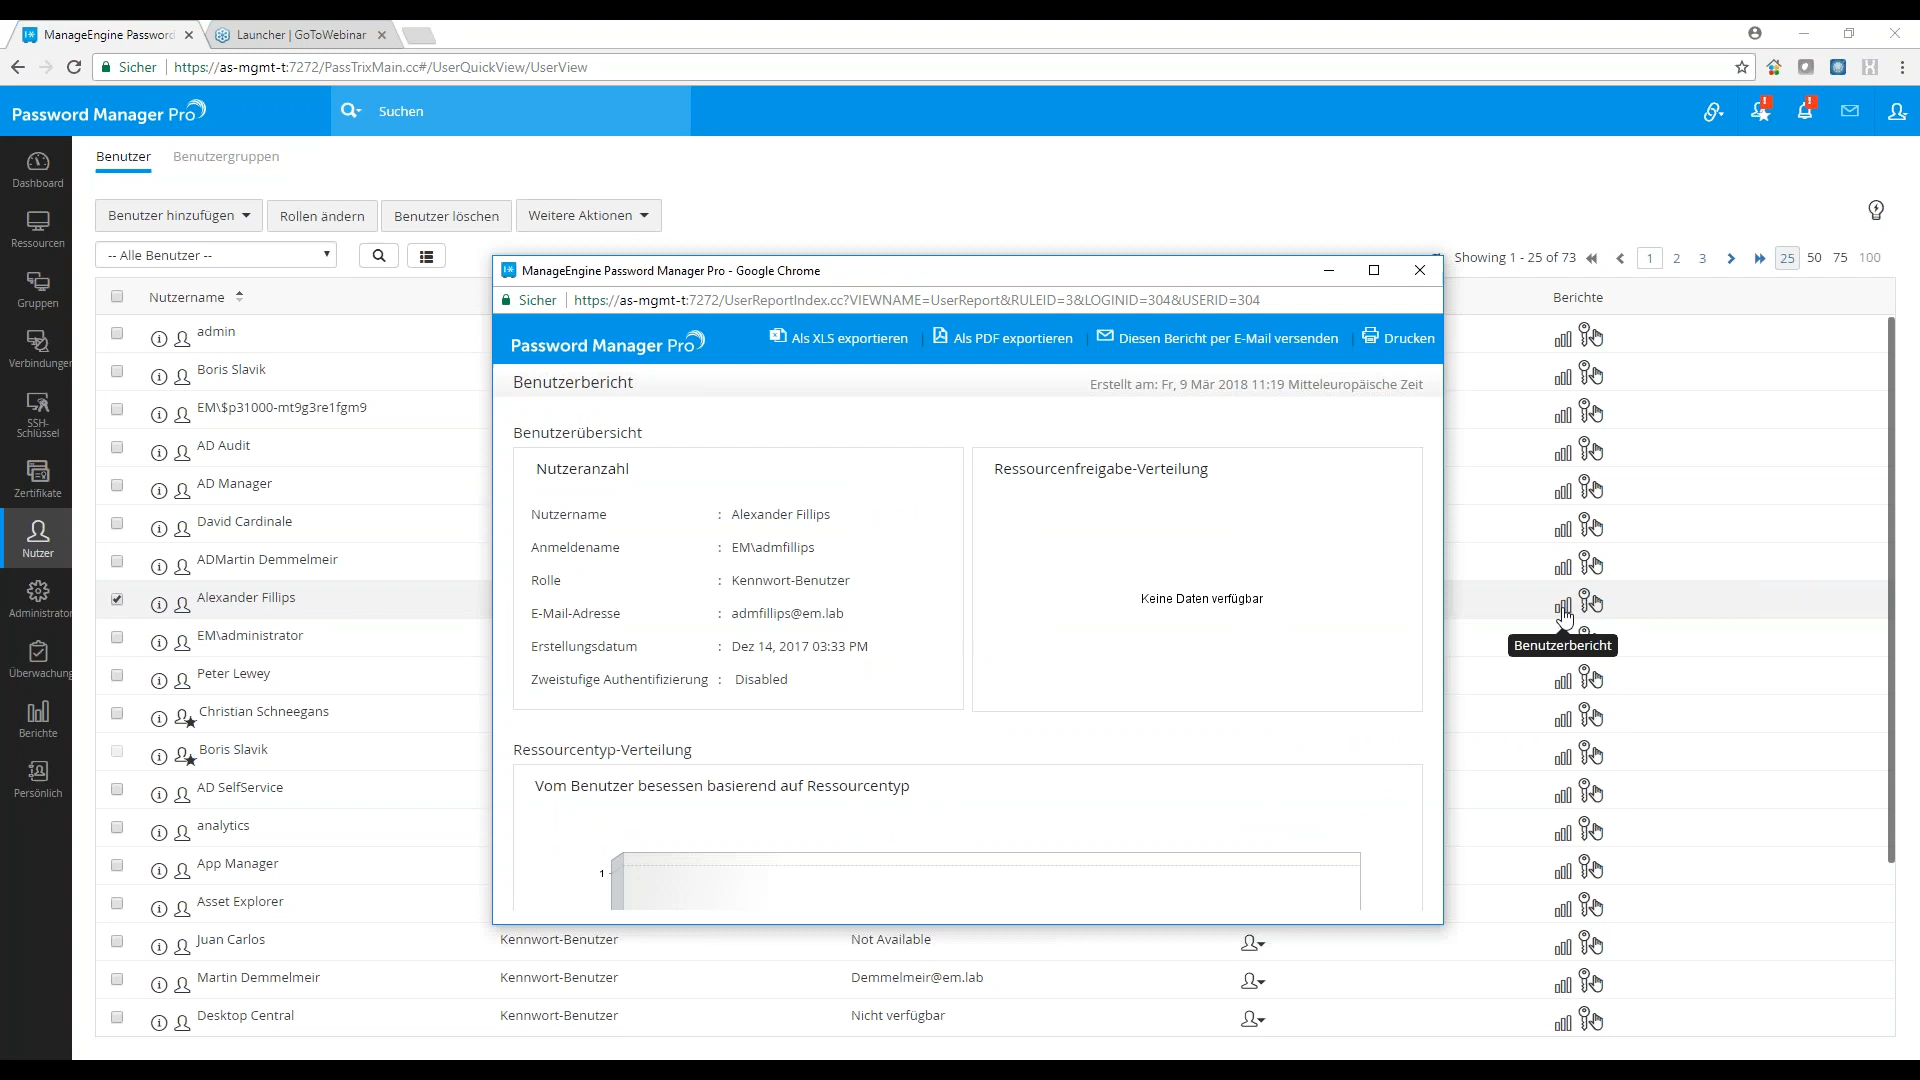 ManageEngine Password
Launcher | GoToWebinar
Sicher
https://as-mgmt-t:7272/PassTrixMain.cc#/UserQuickView/UserView
Password Manager Pro
Suchen
Benutzer
Benutzergruppen
Dashboard
Ressourcen
Gruppen
Verbindungen
SSH-
Schlüssel
Zertifikate
Nutzer
Administrator
Überwachung
Berichte
Persönlich
Benutzer hinzufügen
Rollen ändern
Benutzer löschen
Weitere Aktionen
-- Alle Benutzer --
Showing 1 - 25 of 73
1
2
3
25
50
75
100
Nutzername
Berichte
admin
Boris Slavik
EM\$p31000-mt9g3re1fgm9
AD Audit
AD Manager
David Cardinale
ADMartin Demmelmeir
Alexander Fillips
EM\administrator
Peter Lewey
Christian Schneegans
Boris Slavik
AD SelfService
analytics
App Manager
Asset Explorer
Juan Carlos Kennwort-Benutzer Not Available
Martin Demmelmeir Kennwort-Benutzer Demmelmeir@em.lab
Desktop Central Kennwort-Benutzer Nicht verfügbar
Benutzerbericht
ManageEngine Password Manager Pro - Google Chrome
Sicher
https://as-mgmt-t:7272/UserReportIndex.cc?VIEWNAME=UserReport&RULEID=3&LOGINID=304&USERID=304
Password Manager Pro
Als XLS exportieren
Als PDF exportieren
Diesen Bericht per E-Mail versenden
Drucken
Benutzerbericht
Erstellt am: Fr, 9 Mär 2018 11:19 Mitteleuropäische Zeit
Benutzerübersicht
Nutzeranzahl
Nutzername : Alexander Fillips
Anmeldename : EM\admfillips
Rolle : Kennwort-Benutzer
E-Mail-Adresse : admfillips@em.lab
Erstellungsdatum : Dez 14, 2017 03:33 PM
Zweistufige Authentifizierung : Disabled
Ressourcenfreigabe-Verteilung
Keine Daten verfügbar
Ressourcentyp-Verteilung
Vom Benutzer besessen basierend auf Ressourcentyp
1